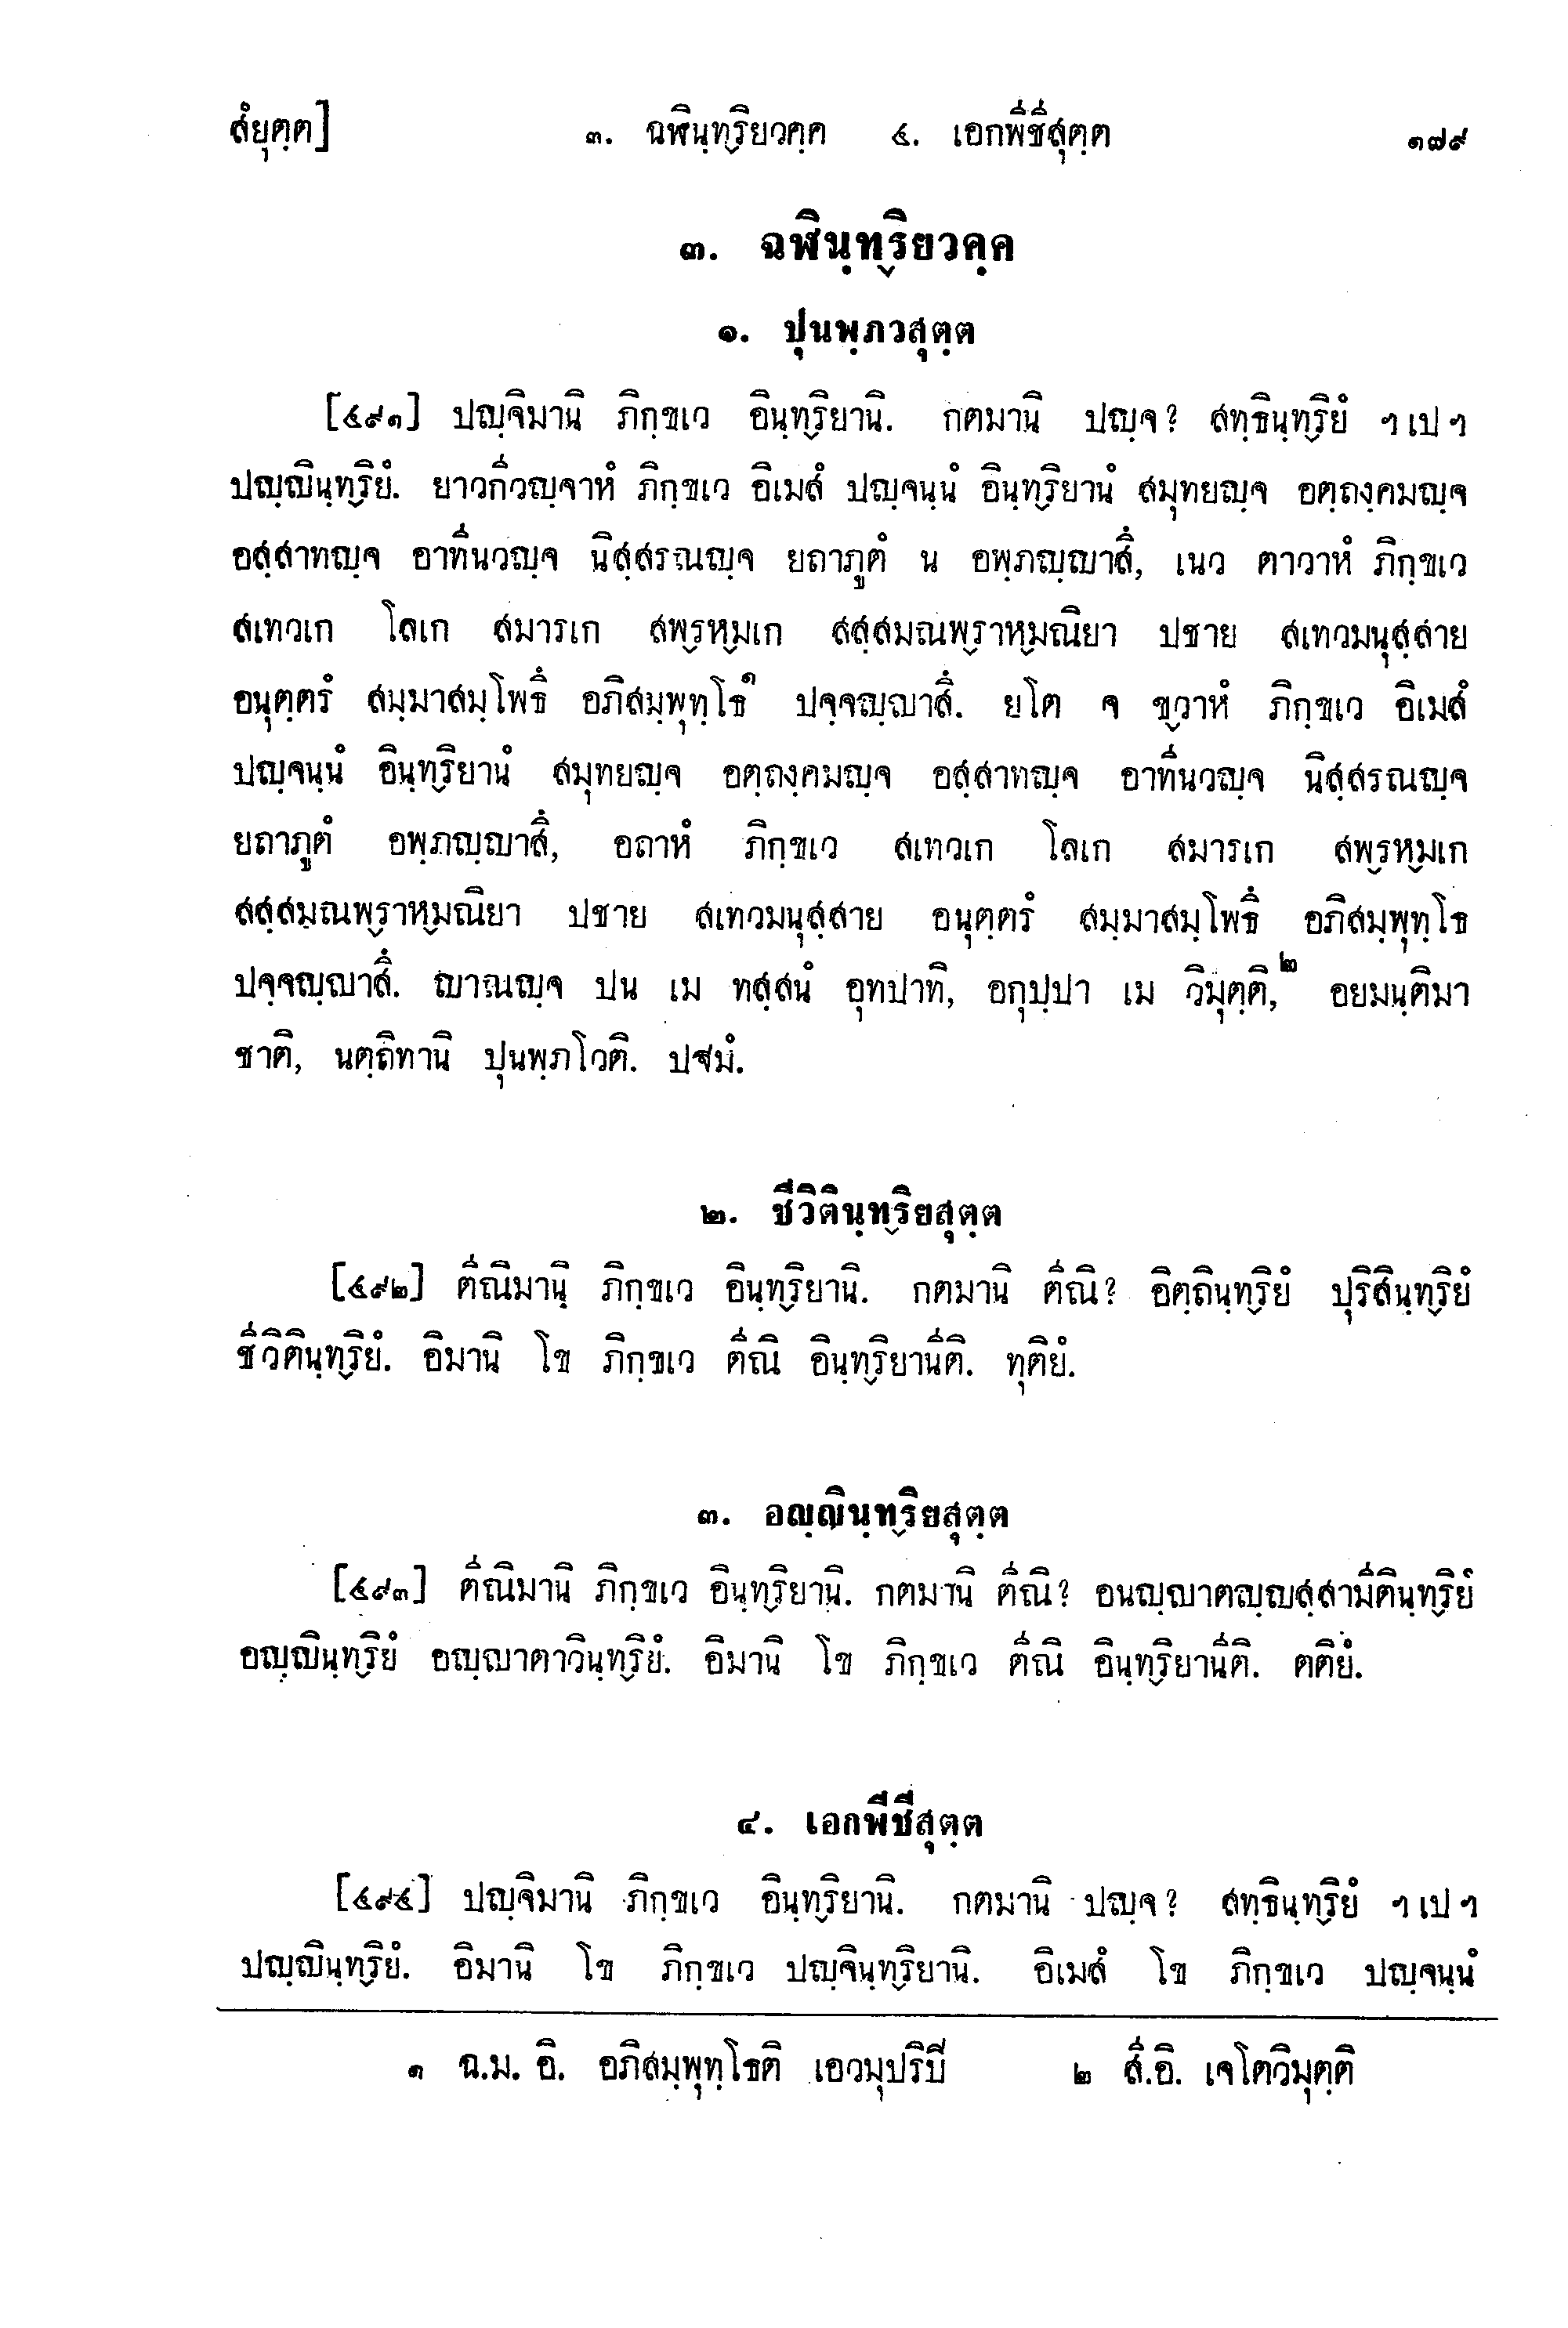 สํยุตฺต]
๓. ฉฬินฺทฺริยวคฺค ๔. เอกพีชีสุตฺต
๑๗๙
๓. ฉฬินฺทฺริยวคฺค
๑. ปุนพฺภวสุตฺต
[๔๙๑] ปญฺจิมานิ ภิกฺขเว อินฺทฺริยานิ. กตมานิ ปญฺจ? สทฺธินฺทฺริยํ ฯ เป ฯ
ปญฺญินฺทฺริยํ. ยาวกีวญฺจาหํ ภิกฺขเว อิเมสํ ปญฺจนฺนํ อินฺทฺริยานํ สมุทยญฺจ อตฺถงฺคมญฺจ
อสฺสาทญฺจ อาทีนวญฺจ นิสฺสรณญฺจ ยถาภูตํ น อพฺภญฺญาสึ, เนว ตาวาหํ ภิกฺขเว
สเทวเก โลเก สมารเก สพฺรหฺมเก สสฺสมณพฺราหฺมณิยา ปชาย สเทวมนุสฺสาย
อนุตฺตรํ สมฺมาสมฺโพธึ อภิสมฺพุทฺโธ๑ ปจฺจญฺญาสึ. ยโต จ ขฺวาหํ ภิกฺขเว อิเมสํ
ปญฺจนฺนํ อินฺทฺริยานํ สมุทยญฺจ อตฺถงฺคมญฺจ อสฺสาทญฺจ อาทีนวญฺจ นิสฺสรณญฺจ
ยถาภูตํ อพฺภญฺญาสึ, อถาหํ ภิกฺขเว สเทวเก โลเก สมารเก สพฺรหฺมเก
สสฺสมฺณพฺราหฺมณิยา ปชาย สเทวมนุสฺสาย อนุตฺตรํ สมฺมาสมฺโพธึ อภิสมฺพุทฺโธ
ปจฺจญฺญาสึ. ญาณญฺจ ปน เม ทสฺสนํ อุทปาทิ, อกุปฺปา เม วิมุตฺติ,๒ อยมนฺติมา
ชาติ, นตฺถิทานิ ปุนพฺภโวติ. ปฐมํ.
๒. ชีวิตินฺทฺริยสุตฺต
[๔๙๒] ตีณิมานิ ภิกฺขเว อินฺทฺริยานิ. กตมานิ ตีณิ? อิตฺถินฺทฺริยํ ปุริสินฺทฺริยํ
ชีวิตินฺทฺริยํ. อิมานิ โข ภิกฺขเว ตีณิ อินฺทฺริยานีติ. ทุติยํ.
๓. อญฺญินฺทฺริยสุตฺต
[๔๙๓] ตีณิมานิ ภิกฺขเว อินฺทฺริยานิ. กตมานิ ตีณิ? อนญฺญาตญฺญสฺสามีตินฺทฺริยํ
อญฺญินฺทฺริยํ อญฺญาตาวินฺทฺริยํ. อิมานิ โข ภิกฺขเว ตีณิ อินฺทฺริยานีติ. ตติยํ.
๔. เอกพีชีสุตฺต
[๔๙๔] ปญฺจิมานิ ภิกฺขเว อินฺทฺริยานิ. กตมานิ ปญฺจ? สทฺธินฺทฺริยํ ฯ เป ฯ
ปญฺญินฺทฺริยํ. อิมานิ โข ภิกฺขเว ปญฺจินฺทฺริยานิ. อิเมสํ โข ภิกฺขเว ปญฺจนฺนํ
๑ ฉ.ม. อิ. อภิสมฺพุทฺโธติ เอวมุปริปี ๒ สี.อิ. เจโตวิมุตฺติ